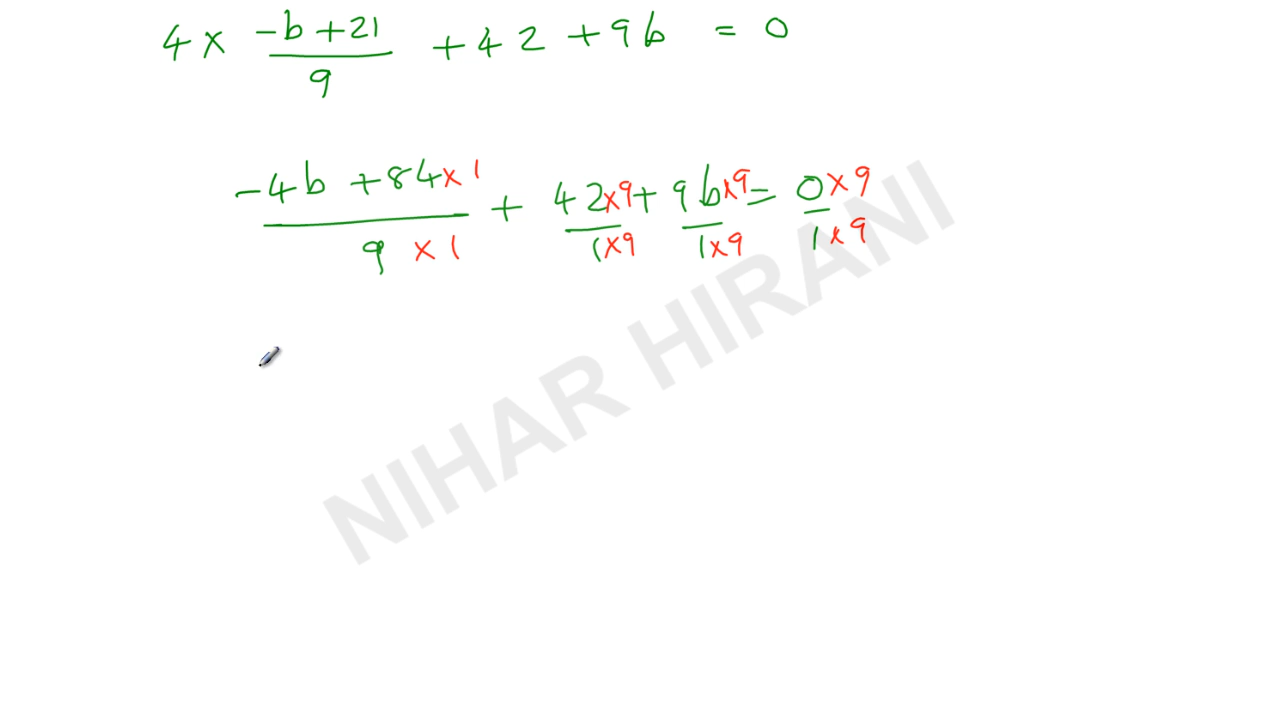 4 x (-b + 21)/9 + 42 + 9b = 0
(-4b + 84 x 1)/(9 x 1) + (42 x 9)/(1 x 9) + (9b x 9)/(1 x 9) = (0 x 9)/(1 x 9)
NIHAR HIRANI